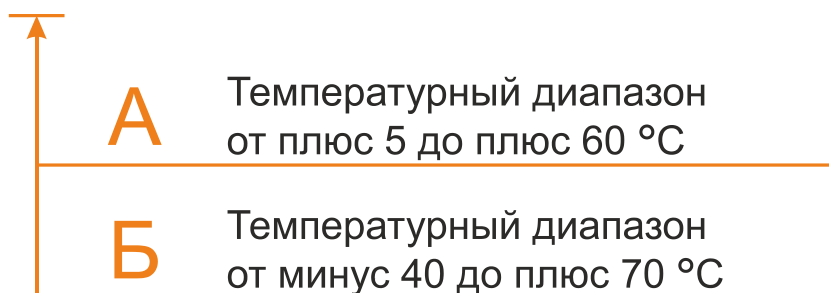 А
Температурный диапазон
от плюс 5 до плюс 60 °С
Б
Температурный диапазон
от минус 40 до плюс 70 °С